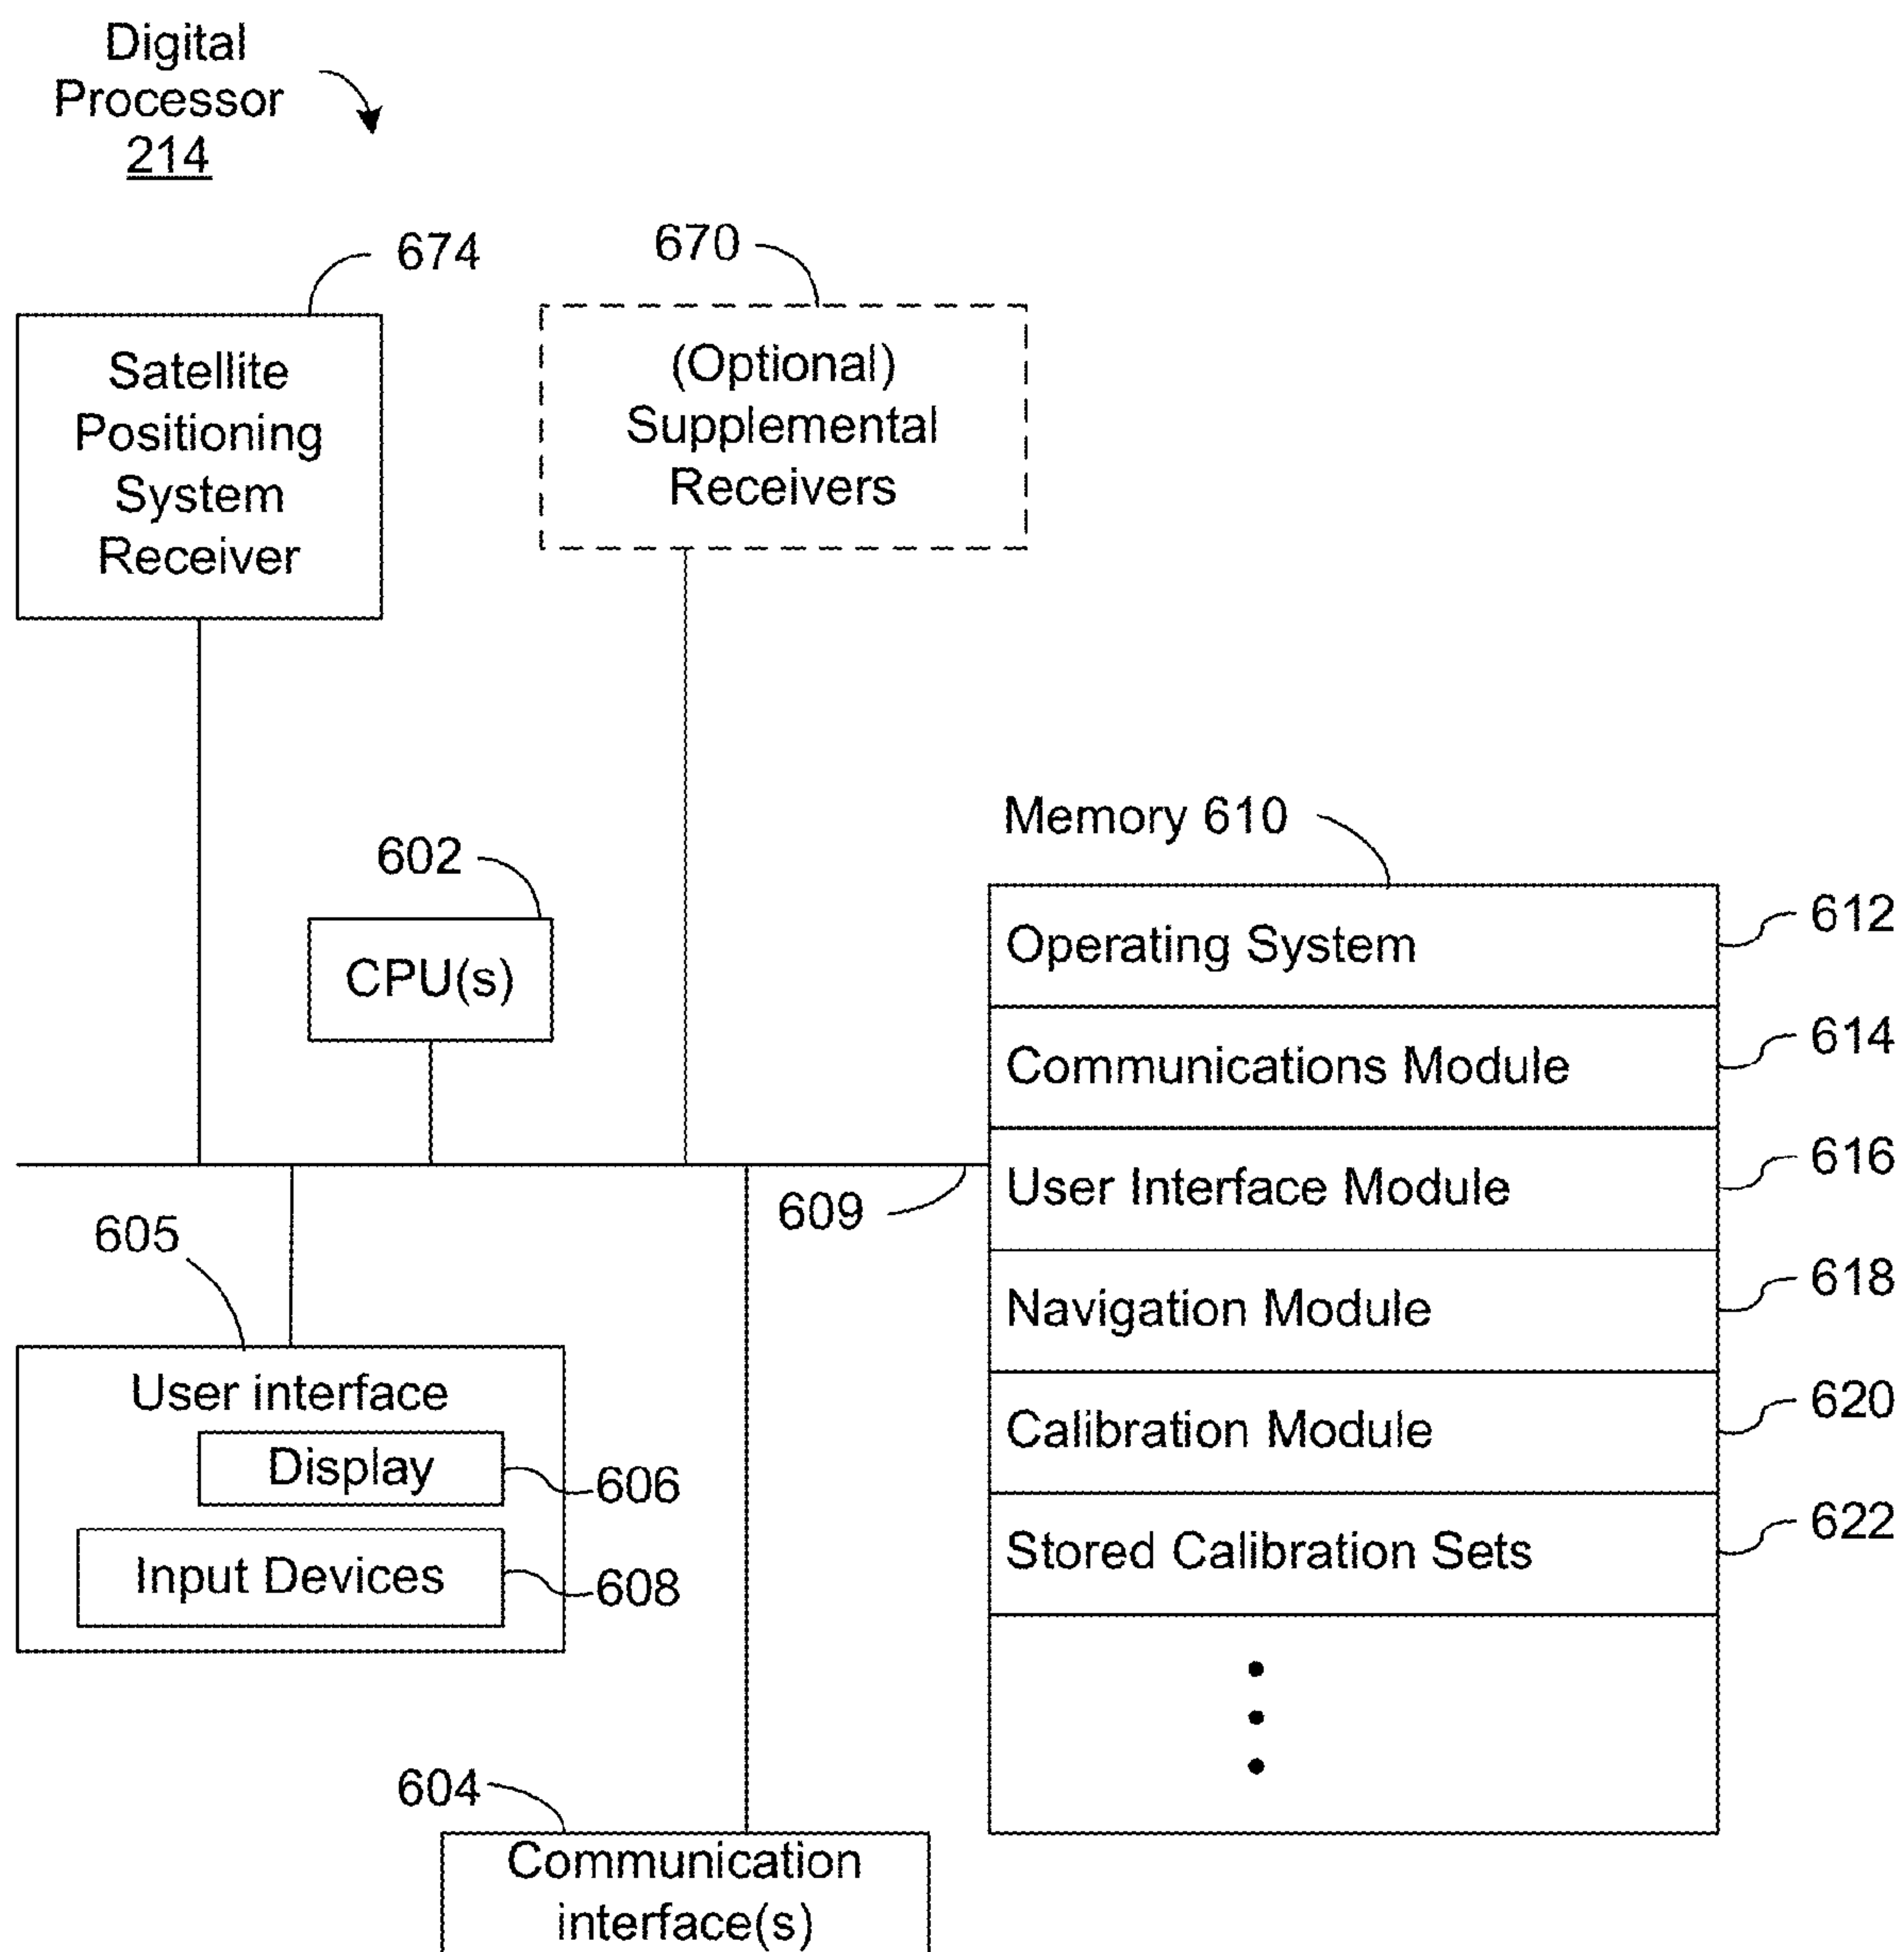 Digital
Processor
214
674
670
Satellite
Positioning
System
Receiver
(Optional)
Supplemental
Receivers
602
CPU(s)
Memory 610
Operating System
612
Communications Module
614
User Interface Module
616
Navigation Module
618
Calibration Module
620
Stored Calibration Sets
622
609
605
User interface
Display
606
Input Devices
608
604
Communication
interface(s)